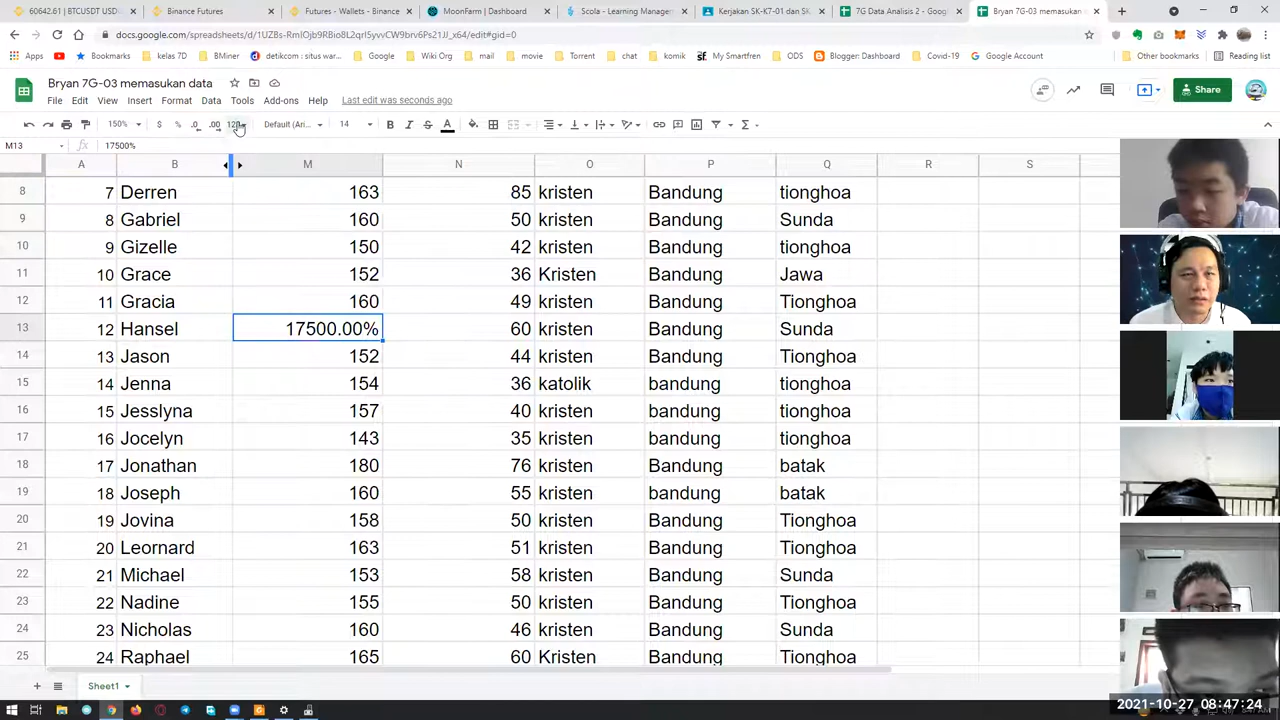 60642.61 | BTCUSDT USD
Binance Futures
Futures - Wallets - Binance
MoonFarm | Dashboard
Scola - Learning Manage
Kerjakan SK-K7-01 dan SK
7G Data Analisis 2 - Goog
Bryan 7G-03 memasukan
Apps
Bookmarks
kelas 7D
BMiner
detikcom : situs war...
Google
Wiki Org
mail
movie
Torrent
chat
komik
My Smartfren
ODS
Blogger: Dashboard
Covid-19
Google Account
Other bookmarks
Reading list
Bryan 7G-03 memasukan data
File Edit View Insert Format Data Tools Add-ons Help Last edit was seconds ago
Share
150% $ % .0 .00 Default (Ari... 14 B I S A
M13 fx 17500%
A B M N O P Q R S
8 7 Derren 163 85 kristen Bandung tionghoa
9 8 Gabriel 160 50 kristen Bandung Sunda
10 9 Gizelle 150 42 kristen Bandung tionghoa
11 10 Grace 152 36 Kristen Bandung Jawa
12 11 Gracia 160 49 kristen Bandung Tionghoa
13 12 Hansel 17500.00% 60 kristen Bandung Sunda
14 13 Jason 152 44 kristen Bandung Tionghoa
15 14 Jenna 154 36 katolik bandung tionghoa
16 15 Jesslyna 157 40 kristen bandung tionghoa
17 16 Jocelyn 143 35 kristen bandung tionghoa
18 17 Jonathan 180 76 kristen Bandung batak
19 18 Joseph 160 55 kristen bandung batak
20 19 Jovina 158 50 kristen Bandung Tionghoa
21 20 Leornard 163 51 kristen Bandung Tionghoa
22 21 Michael 153 58 kristen Bandung Sunda
23 22 Nadine 155 50 kristen Bandung Tionghoa
24 23 Nicholas 160 46 kristen Bandung Sunda
25 24 Raphael 165 60 Kristen Bandung Tionghoa
Sheet1
2021-10-27 08:47:24